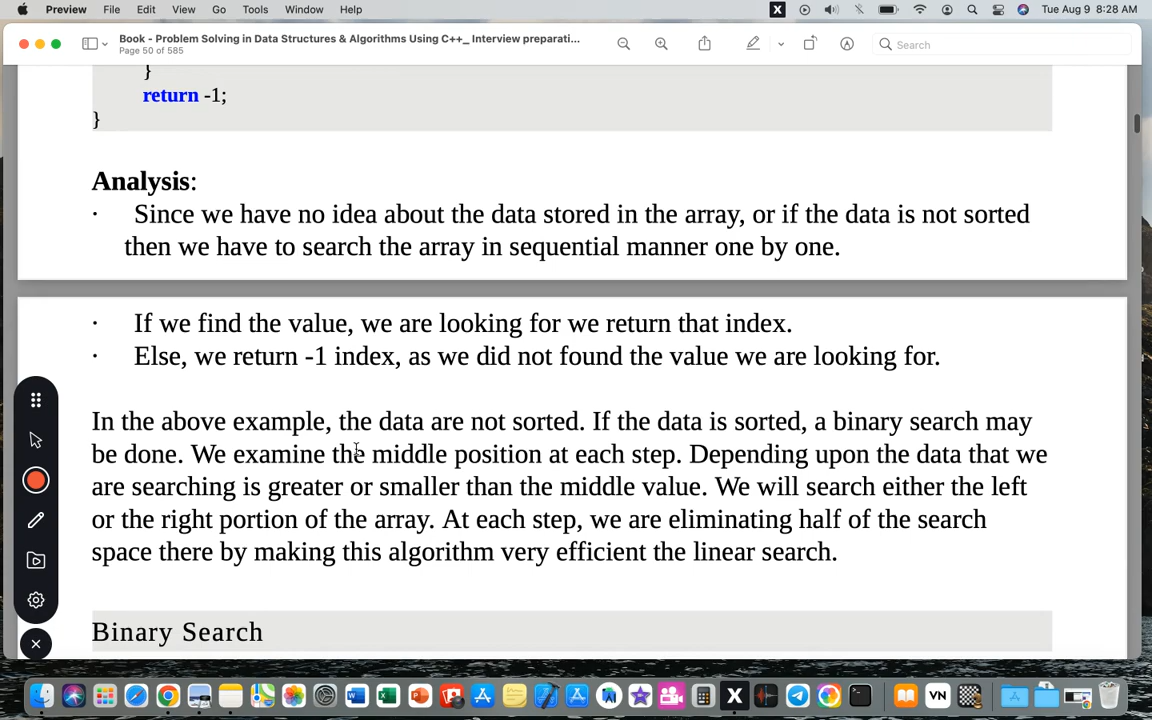 Preview File Edit View Go Tools Window Help X Tue Aug 9 8:28 AM
Book - Problem Solving in Data Structures & Algorithms Using C++_ Interview preparati...
Page 50 of 585
Search
}
return -1;
}
Analysis:
· Since we have no idea about the data stored in the array, or if the data is not sorted
then we have to search the array in sequential manner one by one.
· If we find the value, we are looking for we return that index.
· Else, we return -1 index, as we did not found the value we are looking for.
In the above example, the data are not sorted. If the data is sorted, a binary search may
be done. We examine the middle position at each step. Depending upon the data that we
are searching is greater or smaller than the middle value. We will search either the left
or the right portion of the array. At each step, we are eliminating half of the search
space there by making this algorithm very efficient the linear search.
Binary Search
X VN